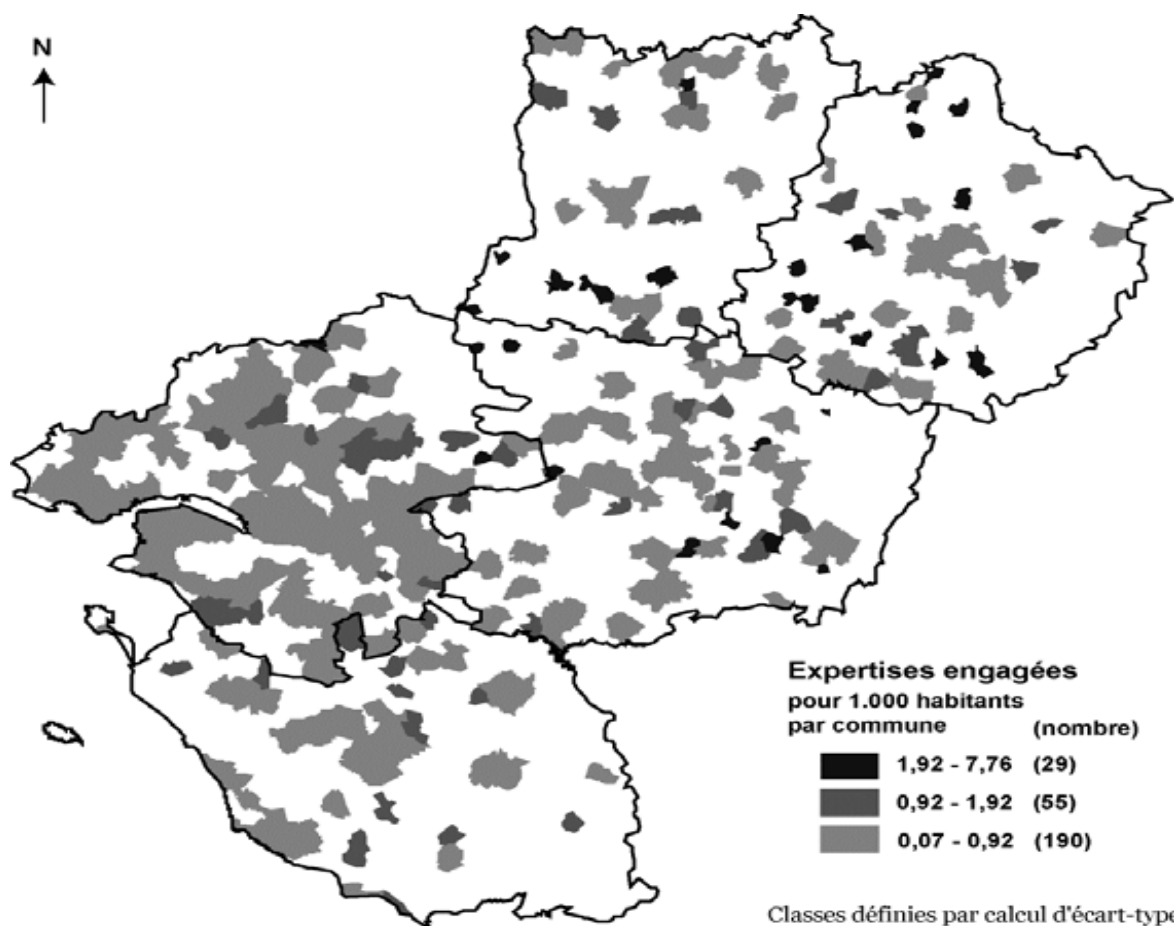 N
Expertises engagées
pour 1.000 habitants
par commune (nombre)
1,92 - 7,76 (29)
0,92 - 1,92 (55)
0,07 - 0,92 (190)
Classes définies par calcul d'écart-type